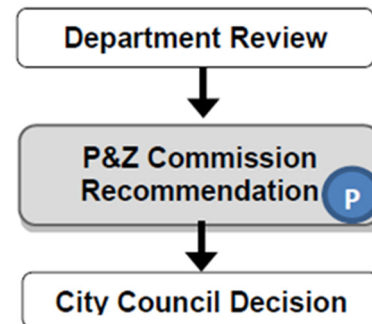 Department Review
P&Z Commission
Recommendation
P
City Council Decision